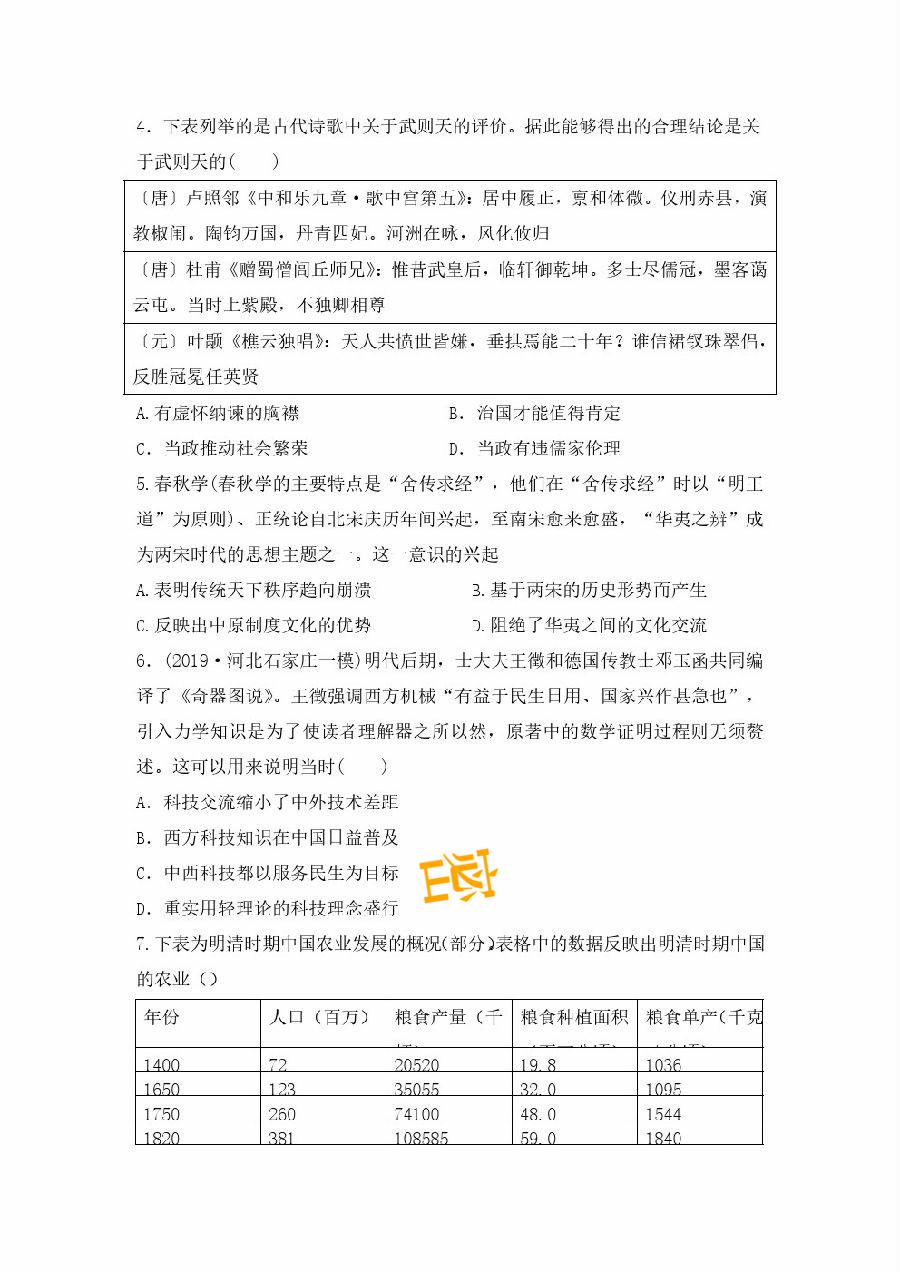 4. 下表列举的是古代诗歌中关于武则天的评价。据此能够得出的合理结论是关
于武则天的(　　)
〔唐〕卢照邻《中和乐九章·歌中宫第五》：居中履正，禀和体微。仪刑赤县，演
教椒闱。陶钧万国，丹青四妃。河洲在咏，风化攸归
〔唐〕杜甫《赠蜀僧闾丘师兄》：惟昔武皇后，临轩御乾坤。多士尽儒冠，墨客蔼
云屯。当时上紫殿，不独卿相尊
〔元〕叶颙《樵云独唱》：天人共愤世皆嫌，垂拱焉能二十年？谁信裙钗珠翠侣，
反胜冠冕任英贤
A.有虚怀纳谏的胸襟　　B. 治国才能值得肯定
C. 当政推动社会繁荣　　D. 当政有违儒家伦理
5.春秋学(春秋学的主要特点是“舍传求经”，他们在“舍传求经”时以“明王
道”为原则)、正统论自北宋庆历年间兴起，至南宋愈来愈盛，“华夷之辨”成
为两宋时代的思想主题之一。这一意识的兴起
A.表明传统天下秩序趋向崩溃　　B.基于两宋的历史形势而产生
C.反映出中原制度文化的优势　　D.阻绝了华夷之间的文化交流
6. (2019·河北石家庄一模)明代后期，士大夫王徵和德国传教士邓玉函共同编
译了《奇器图说》。王徵强调西方机械“有益于民生日用、国家兴作甚急也”，
引入力学知识是为了使读者理解器之所以然，原著中的数学证明过程则无须赘
述。这可以用来说明当时(　　)
A. 科技交流缩小了中外技术差距
B. 西方科技知识在中国日益普及
C. 中西科技都以服务民生为目标
D. 重实用轻理论的科技理念盛行
7.下表为明清时期中国农业发展的概况(部分)表格中的数据反映出明清时期中国
的农业()
年份　人口（百万）　粮食产量（千　粮食种植面积　粮食单产(千克
1400　72　20520　19.8　1036
1650　123　35055　32.0　1095
1750　260　74100　48.0　1544
1820　381　108585　59.0　1840